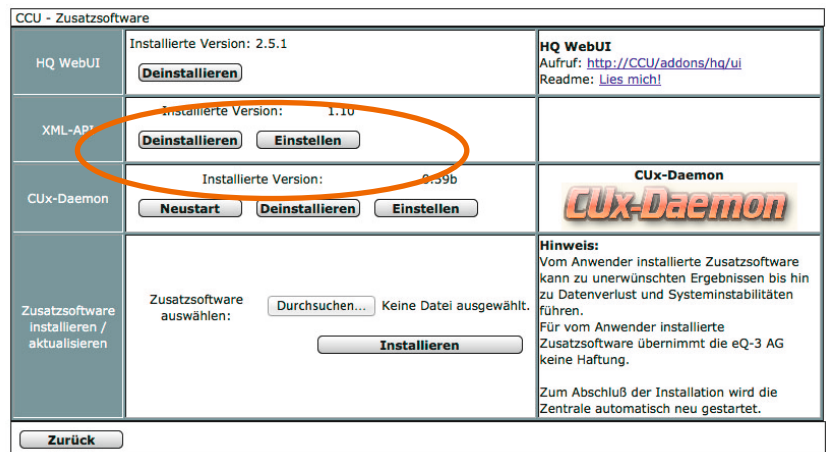 CCU - Zusatzsoftware
HQ WebUI
Installierte Version: 2.5.1
Deinstallieren
HQ WebUI
Aufruf: http://CCU/addons/hq/ui
Readme: Lies mich!
XML-API
Installierte Version: 1.10
Deinstallieren Einstellen
CUx-Daemon
Installierte Version: 0.59b
Neustart Deinstallieren Einstellen
CUx-Daemon
CUx-Daemon
Zusatzsoftware
installieren /
aktualisieren
Zusatzsoftware
auswählen:
Durchsuchen... Keine Datei ausgewählt.
Installieren
Hinweis:
Vom Anwender installierte Zusatzsoftware
kann zu unerwünschten Ergebnissen bis hin
zu Datenverlust und Systeminstabilitäten
führen.
Für vom Anwender installierte
Zusatzsoftware übernimmt die eQ-3 AG
keine Haftung.
Zum Abschluß der Installation wird die
Zentrale automatisch neu gestartet.
Zurück